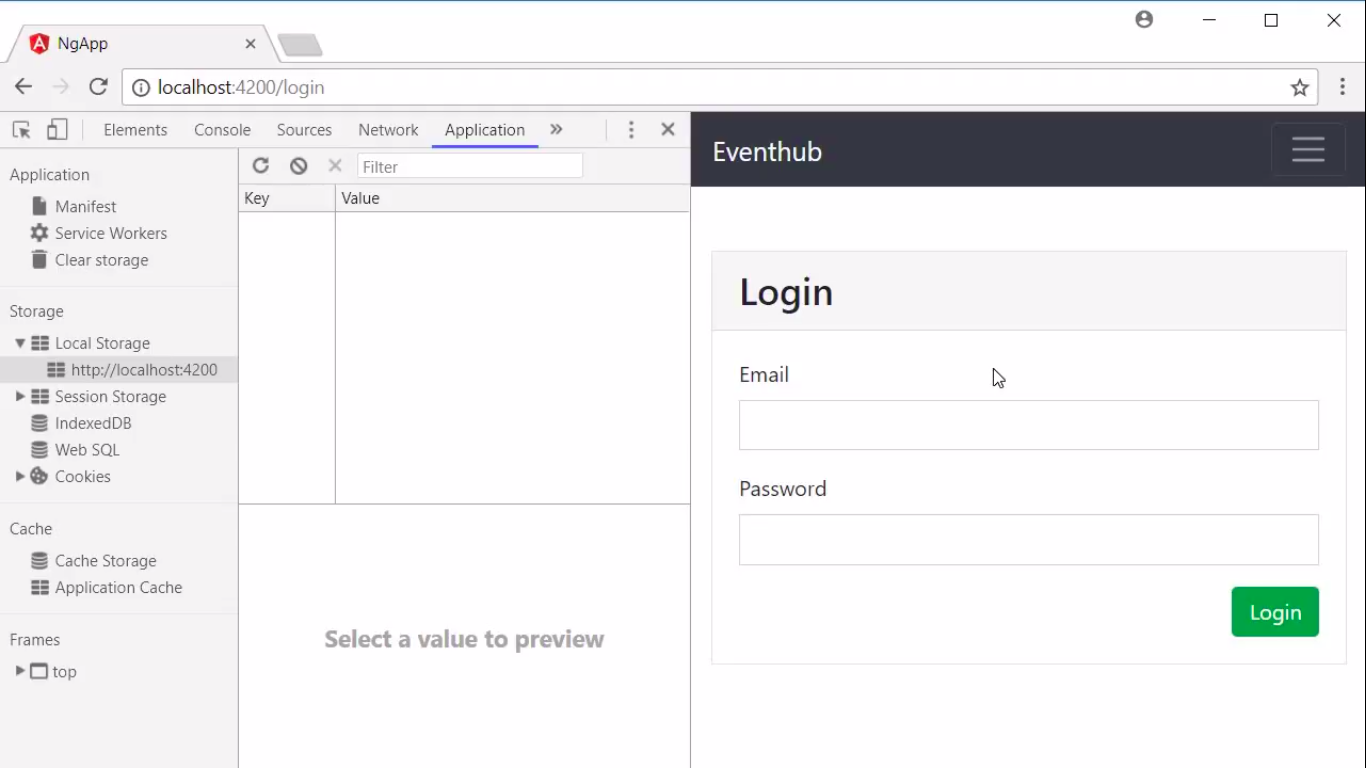 NgApp
localhost:4200/login
Elements Console Sources Network Application
Filter
Key Value
Application
Manifest
Service Workers
Clear storage
Storage
Local Storage
http://localhost:4200
Session Storage
IndexedDB
Web SQL
Cookies
Cache
Cache Storage
Application Cache
Frames
top
Select a value to preview
Eventhub
Login
Email
Password
Login